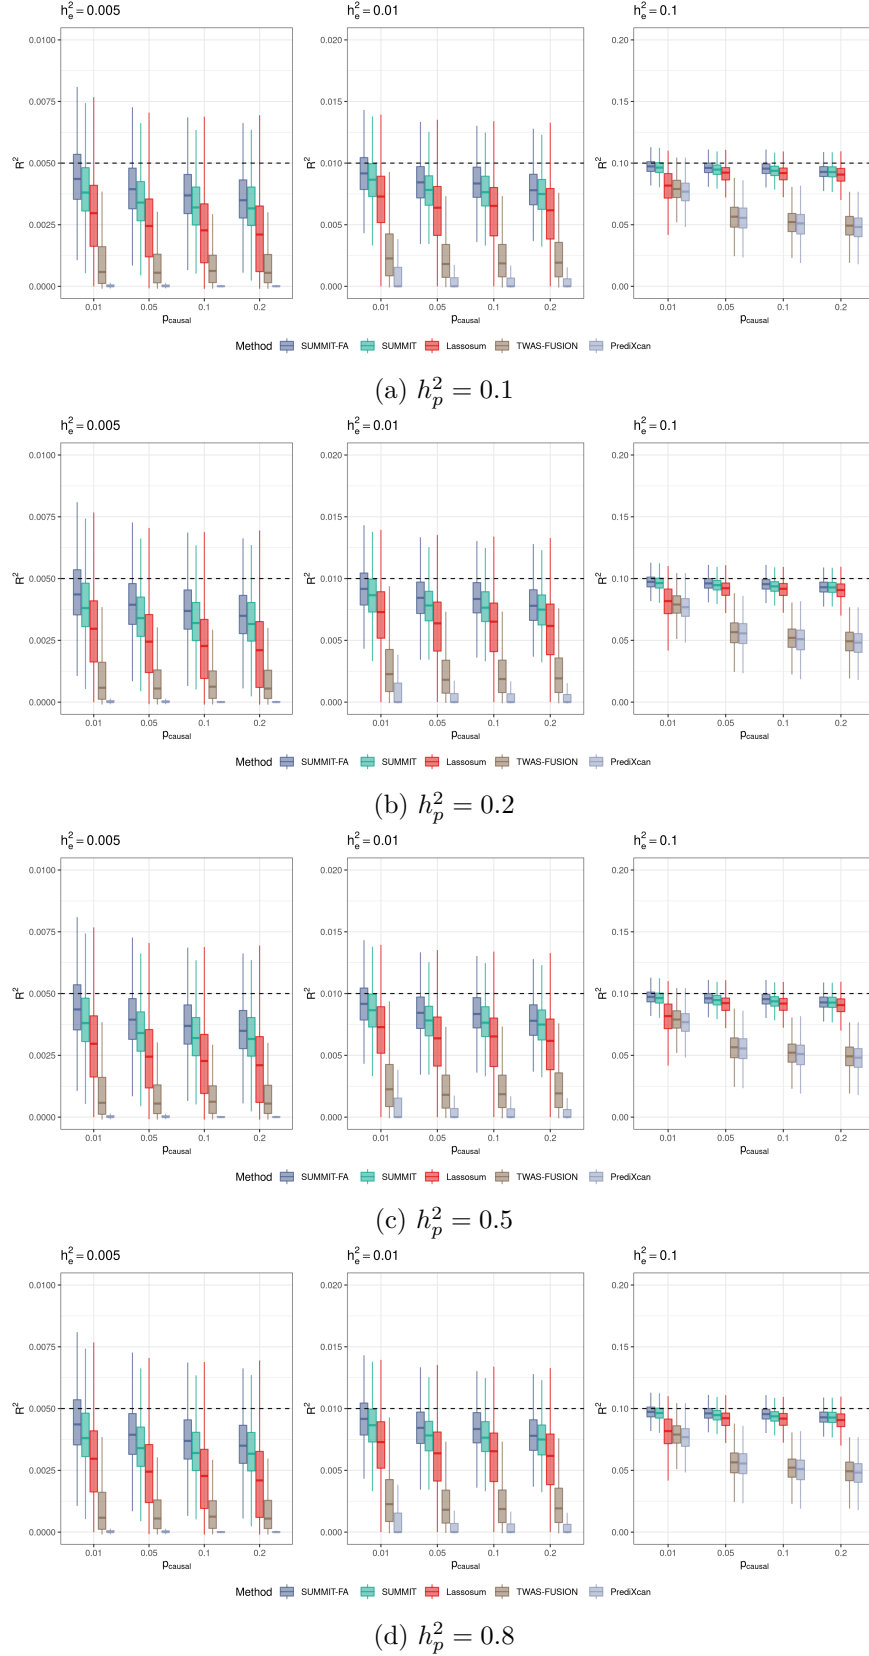 h²ₑ = 0.005 h²ₑ = 0.01 h²ₑ = 0.1
0.0100 0.020 0.20
0.0075 0.015 0.15
R² 0.0050 R² 0.010 R² 0.10
0.0025 0.005 0.05
0.0000 0.000 0.00
0.01 0.05 0.1 0.2 0.01 0.05 0.1 0.2 0.01 0.05 0.1 0.2
p_causal p_causal p_causal
Method SUMMIT-FA SUMMIT Lassosum TWAS-FUSION PrediXcan
(a) h²ₚ = 0.1
h²ₑ = 0.005 h²ₑ = 0.01 h²ₑ = 0.1
0.0100 0.020 0.20
0.0075 0.015 0.15
R² 0.0050 R² 0.010 R² 0.10
0.0025 0.005 0.05
0.0000 0.000 0.00
0.01 0.05 0.1 0.2 0.01 0.05 0.1 0.2 0.01 0.05 0.1 0.2
p_causal p_causal p_causal
Method SUMMIT-FA SUMMIT Lassosum TWAS-FUSION PrediXcan
(b) h²ₚ = 0.2
h²ₑ = 0.005 h²ₑ = 0.01 h²ₑ = 0.1
0.0100 0.020 0.20
0.0075 0.015 0.15
R² 0.0050 R² 0.010 R² 0.10
0.0025 0.005 0.05
0.0000 0.000 0.00
0.01 0.05 0.1 0.2 0.01 0.05 0.1 0.2 0.01 0.05 0.1 0.2
p_causal p_causal p_causal
Method SUMMIT-FA SUMMIT Lassosum TWAS-FUSION PrediXcan
(c) h²ₚ = 0.5
h²ₑ = 0.005 h²ₑ = 0.01 h²ₑ = 0.1
0.0100 0.020 0.20
0.0075 0.015 0.15
R² 0.0050 R² 0.010 R² 0.10
0.0025 0.005 0.05
0.0000 0.000 0.00
0.01 0.05 0.1 0.2 0.01 0.05 0.1 0.2 0.01 0.05 0.1 0.2
p_causal p_causal p_causal
Method SUMMIT-FA SUMMIT Lassosum TWAS-FUSION PrediXcan
(d) h²ₚ = 0.8